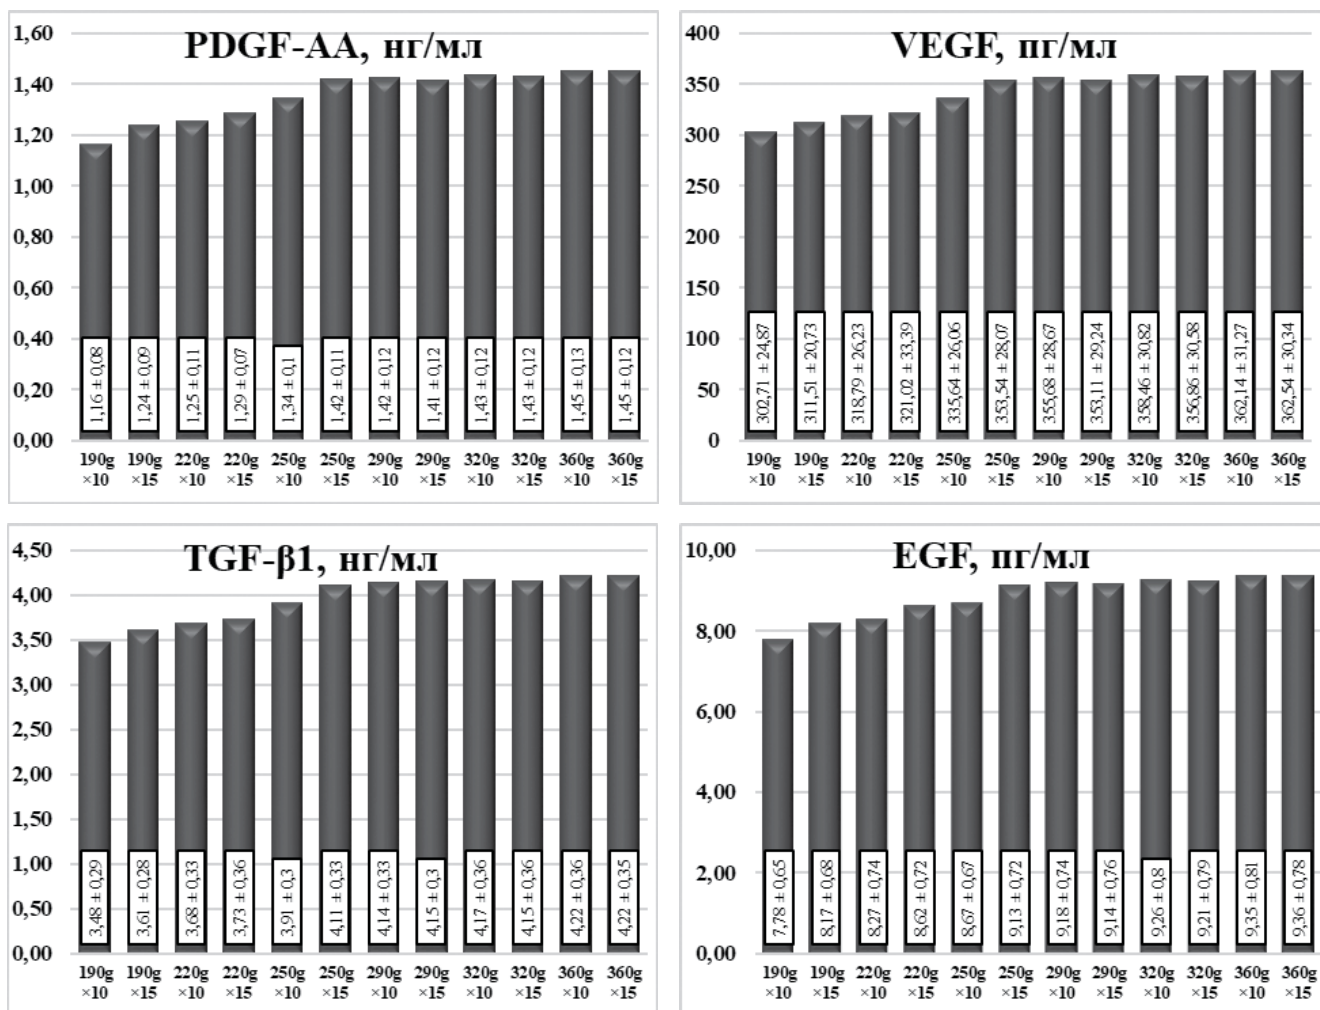 PDGF-AA, нг/мл
1,60
1,40
1,20
1,00
0,80
0,60
0,40
0,20
0,00
1,16 ± 0,08
1,24 ± 0,09
1,25 ± 0,11
1,29 ± 0,07
1,34 ± 0,1
1,42 ± 0,11
1,42 ± 0,12
1,41 ± 0,12
1,43 ± 0,12
1,43 ± 0,12
1,45 ± 0,13
1,45 ± 0,12
190g 190g 220g 220g 250g 250g 290g 290g 320g 320g 360g 360g
×10 ×15 ×10 ×15 ×10 ×15 ×10 ×15 ×10 ×15 ×10 ×15
VEGF, пг/мл
400
350
300
250
200
150
100
50
0
302,71 ± 24,87
311,51 ± 20,73
318,79 ± 26,23
321,02 ± 33,39
335,64 ± 26,06
353,54 ± 28,07
355,68 ± 28,67
353,11 ± 29,24
358,46 ± 30,82
356,86 ± 30,58
362,14 ± 31,27
362,54 ± 30,34
190g 190g 220g 220g 250g 250g 290g 290g 320g 320g 360g 360g
×10 ×15 ×10 ×15 ×10 ×15 ×10 ×15 ×10 ×15 ×10 ×15
TGF-β1, нг/мл
4,50
4,00
3,50
3,00
2,50
2,00
1,50
1,00
0,50
0,00
3,48 ± 0,29
3,61 ± 0,28
3,68 ± 0,33
3,73 ± 0,36
3,91 ± 0,3
4,11 ± 0,33
4,14 ± 0,33
4,15 ± 0,3
4,17 ± 0,36
4,15 ± 0,36
4,22 ± 0,36
4,22 ± 0,35
190g 190g 220g 220g 250g 250g 290g 290g 320g 320g 360g 360g
×10 ×15 ×10 ×15 ×10 ×15 ×10 ×15 ×10 ×15 ×10 ×15
EGF, пг/мл
10,00
8,00
6,00
4,00
2,00
0,00
7,78 ± 0,65
8,17 ± 0,68
8,27 ± 0,74
8,62 ± 0,72
8,67 ± 0,67
9,13 ± 0,72
9,18 ± 0,74
9,14 ± 0,76
9,26 ± 0,8
9,21 ± 0,79
9,35 ± 0,81
9,36 ± 0,78
190g 190g 220g 220g 250g 250g 290g 290g 320g 320g 360g 360g
×10 ×15 ×10 ×15 ×10 ×15 ×10 ×15 ×10 ×15 ×10 ×15